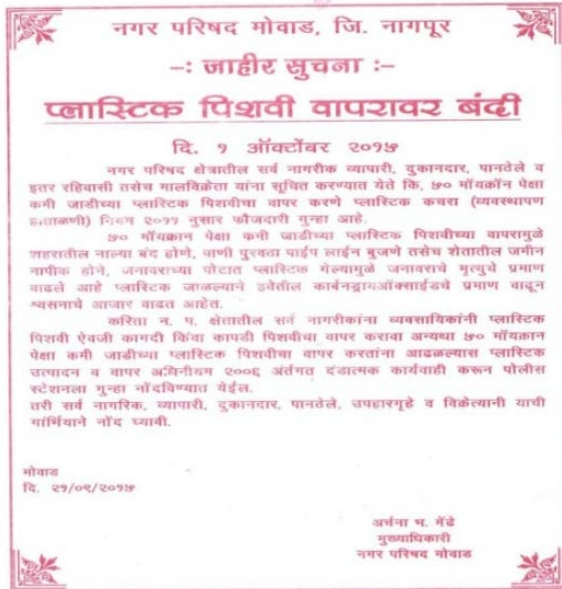 नगर परिषद मोवाड, जि. नागपूर
-: जाहीर सुचना :-
प्लास्टिक पिशवी वापरावर बंदी
दि. १ ऑक्टोंबर २०१५
नगर परिषद क्षेत्रातील सर्व नागरीक व्यापारी, दुकानदार, पानठेले व
इतर रहिवासी तसेच मालविक्रेता यांना सूचित करण्यात येते कि, ५० मॉयक्रॉन पेक्षा
कमी जाडीच्या प्लास्टिक पिशवीचा वापर करणे प्लास्टिक कचरा (व्यवस्थापण
हाताळणी) नियम २०११ नुसार फौजदारी गुन्हा आहे.
५० मॉयक्रान पेक्षा कमी जाडीच्या प्लास्टिक पिशवीच्या वापरामुळे
शहरातील नाल्या बंद होणे, पाणी पुरवठा पाईप लाईन बुजणे तसेच शेतातील जमीन
नापीक होने, जनावराच्या पोटात प्लास्टिक गेल्यामुळे जनावराचे मृत्युचे प्रमाण
वाढले आहे प्लास्टिक जाळल्याने हवेतील कार्बनड्रायऑक्साईडचे प्रमाण वाढून
श्वसनाचे आजार वाढत आहेत.
करिता न. प. क्षेतातील सर्व नागरीकांना व्यवसायिकांनी प्लास्टिक
पिशवी ऐवजी कागदी किंवा कापडी पिशवीचा वापर करावा अन्यथा ५० मॉयक्रान
पेक्षा कमी जाडीच्या प्लास्टिक पिशवीचा वापर करतांना आढळल्यास प्लास्टिक
उत्पादन व वापर अधिनीयम २००६ अंर्तगत दंडात्मक कार्यवाही करून पोलीस
स्टेशनला गुन्हा नोंदविण्यात येईल.
तरी सर्व नागरिक, व्यापारी, दुकानदार, पानठेले, उपहारगृहे व विक्रेत्यानी याची
गांर्भियाने नोंद घ्यावी.
मोवाड
दि. २१/०९/२०१५
अर्चना भ. मेंढे
मुख्याधिकारी
नगर परिषद मोवाड